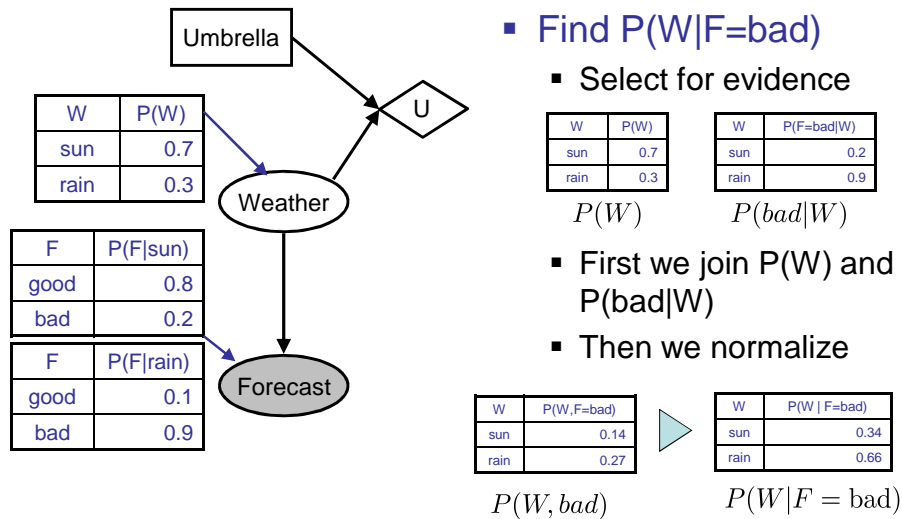 Umbrella
U
W P(W)
sun 0.7
rain 0.3
Weather
F P(F|sun)
good 0.8
bad 0.2
F P(F|rain)
good 0.1
bad 0.9
Forecast
▪ Find P(W|F=bad)
▪ Select for evidence
W P(W)
sun 0.7
rain 0.3
P(W)
W P(F=bad|W)
sun 0.2
rain 0.9
P(bad|W)
▪ First we join P(W) and
P(bad|W)
▪ Then we normalize
W P(W,F=bad)
sun 0.14
rain 0.27
P(W, bad)
W P(W | F=bad)
sun 0.34
rain 0.66
P(W|F = bad)